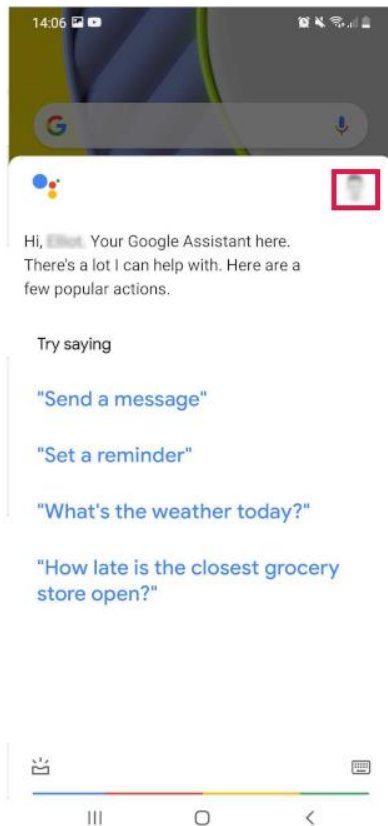 14:06
G
Hi, Your Google Assistant here.
There's a lot I can help with. Here are a
few popular actions.
Try saying
"Send a message"
"Set a reminder"
"What's the weather today?"
"How late is the closest grocery
store open?"